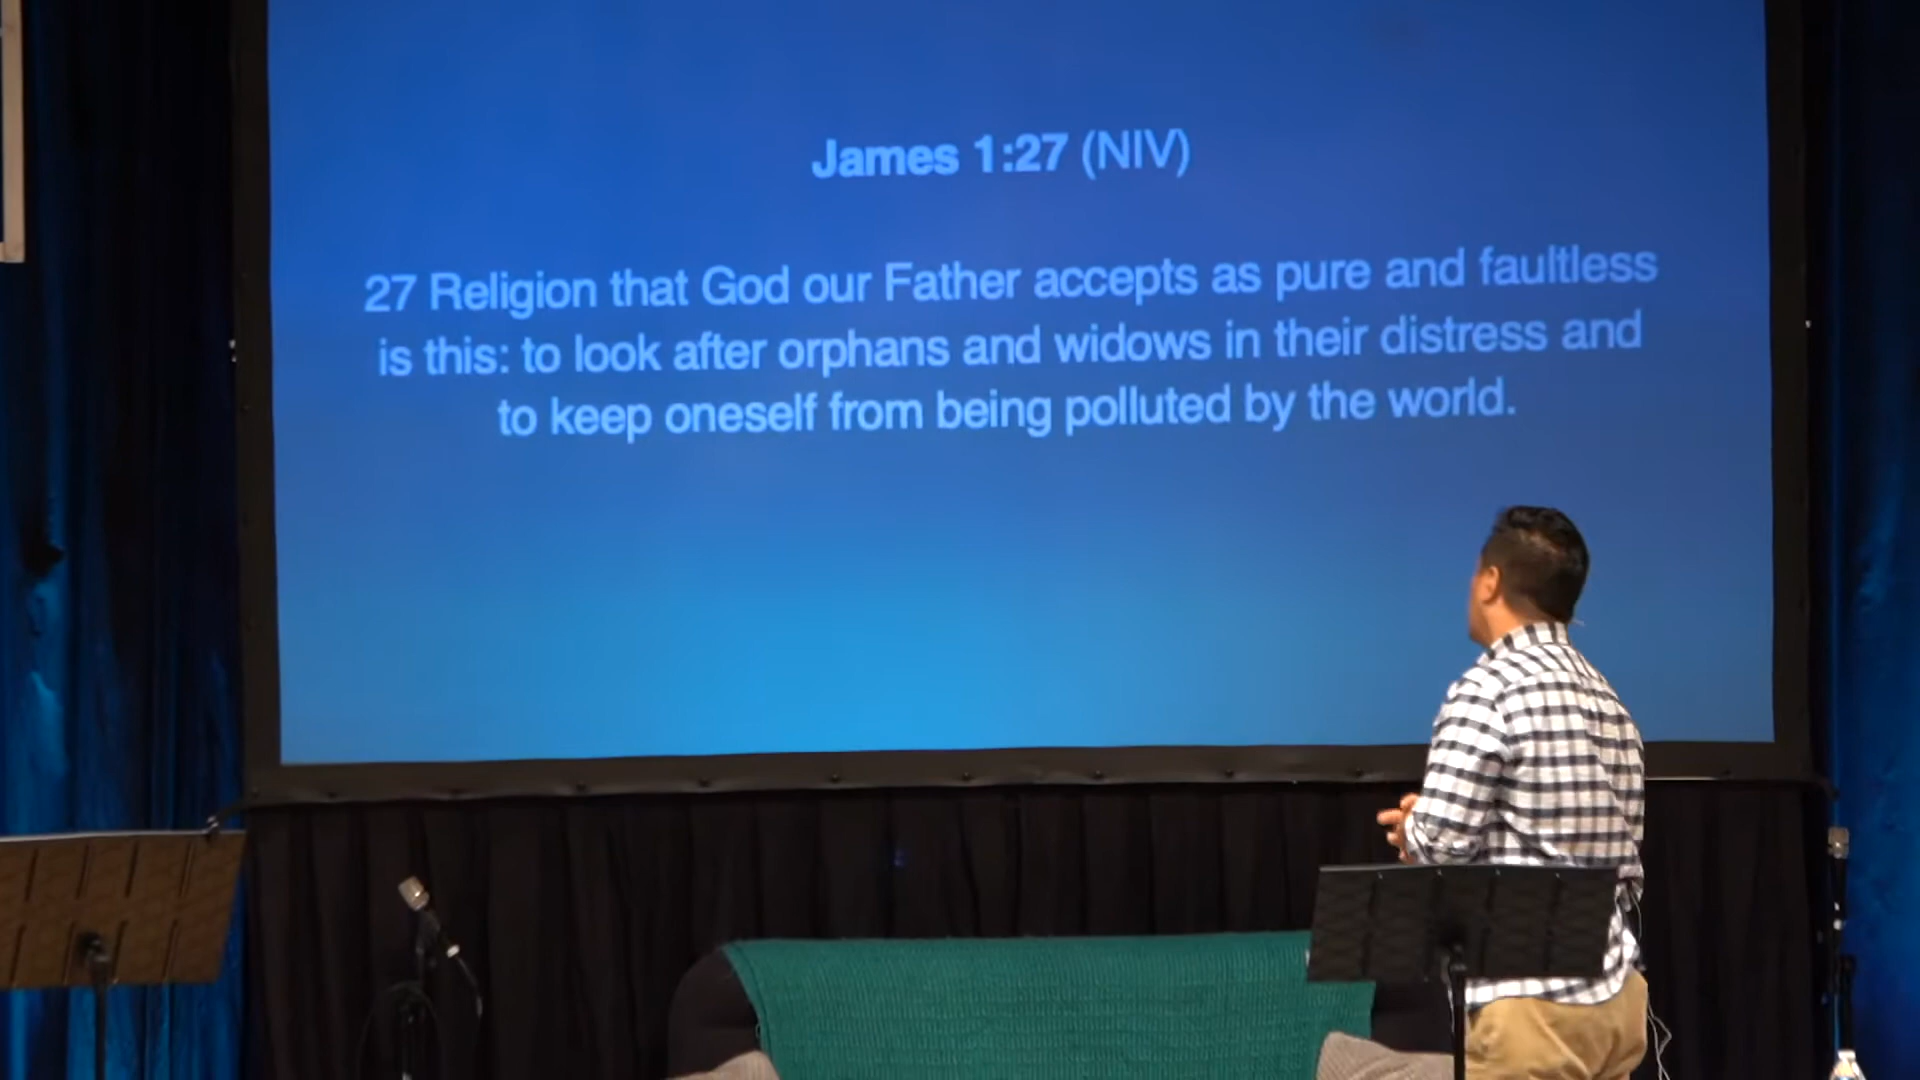 James 1:27 (NIV)
27 Religion that God our Father accepts as pure and faultless
is this: to look after orphans and widows in their distress and
to keep oneself from being polluted by the world.